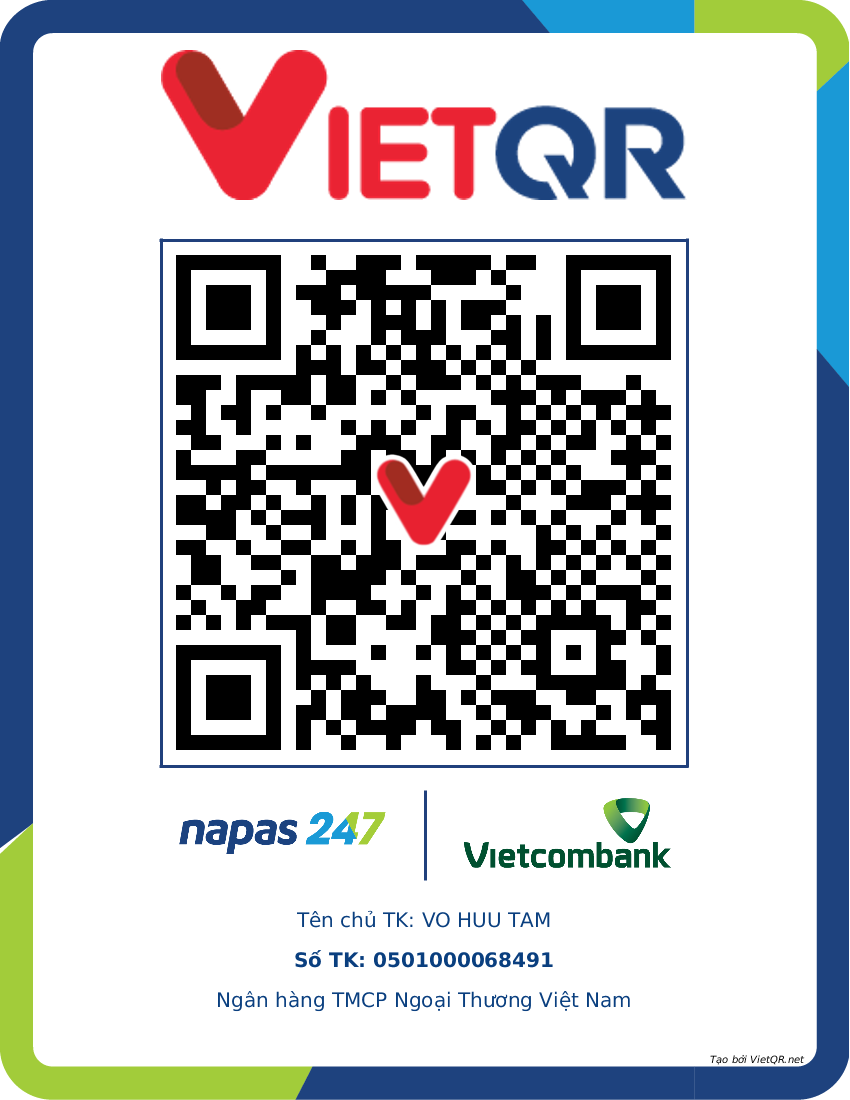 VIETQR
napas 247
Vietcombank
Tên chủ TK: VO HUU TAM
Số TK: 0501000068491
Ngân hàng TMCP Ngoại Thương Việt Nam
Tạo bởi VietQR.net